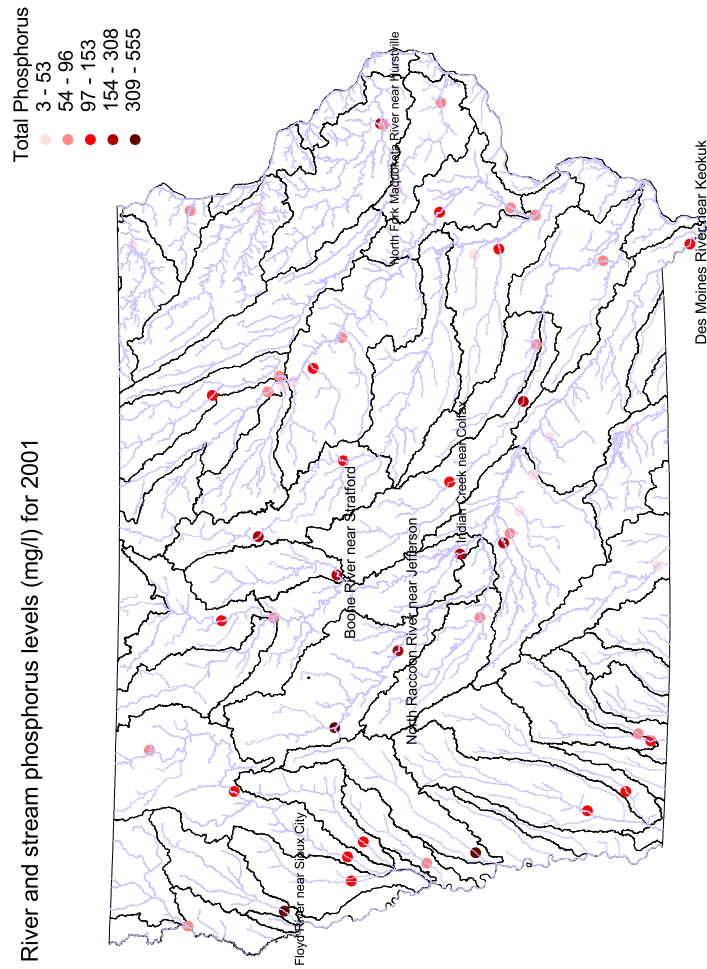 River and stream phosphorus levels (mg/l) for 2001
Total Phosphorus
3 - 53
54 - 96
97 - 153
154 - 308
309 - 555
Floyd River near Sioux City
Boone River near Stratford
North Fork Maquoketa River near Hurstville
North Raccoon River near Jefferson
Indian Creek near Colfax
Des Moines River near Keokuk